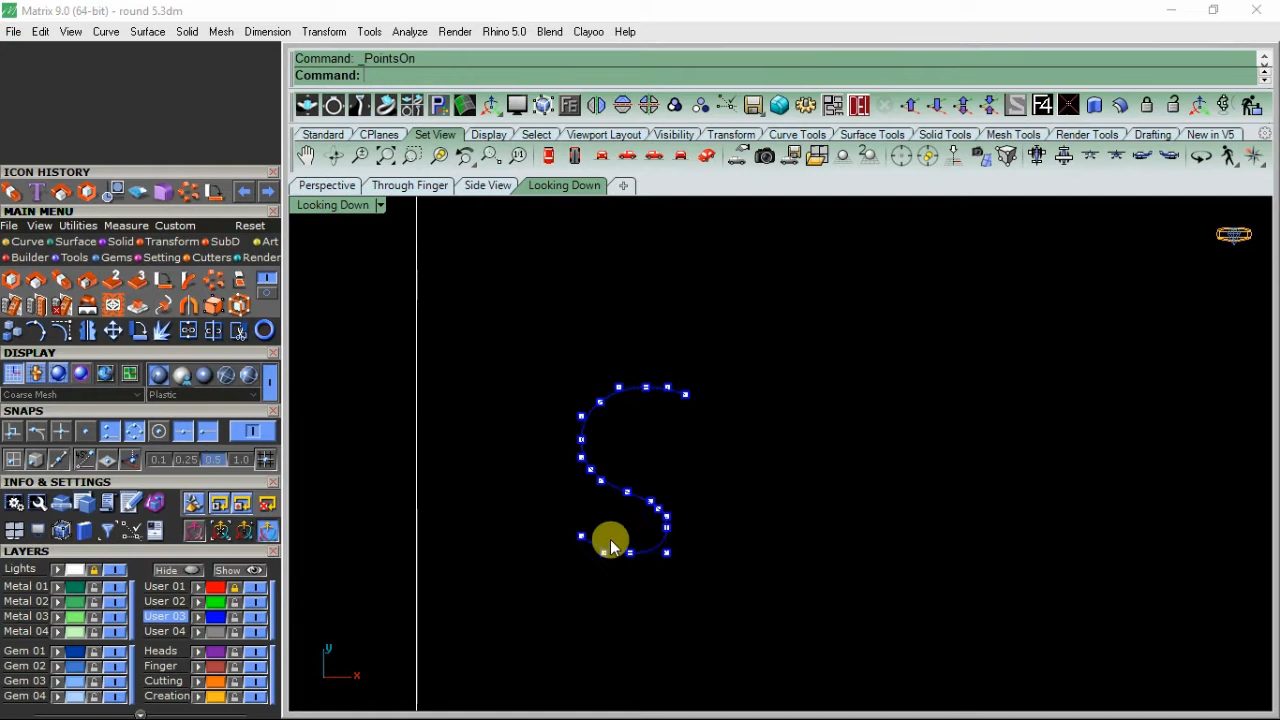 Matrix 9.0 (64-bit) - round 5.3dm
File Edit View Curve Surface Solid Mesh Dimension Transform Tools Analyze Render Rhino 5.0 Blend Clayoo Help
Command: _PointsOn
Command:
Standard CPlanes Set View Display Select Viewport Layout Visibility Transform Curve Tools Surface Tools Solid Tools Mesh Tools Render Tools Drafting New in V5
Perspective Through Finger Side View Looking Down
Looking Down
ICON HISTORY
MAIN MENU
File View Utilities Measure Custom Reset
Curve Surface Solid Transform SubD Art
Builder Tools Gems Setting Cutters Render
DISPLAY
Coarse Mesh Plastic
SNAPS
0.1 0.25 0.5 1.0
INFO & SETTINGS
LAYERS
Lights Hide Show
Metal 01 User 01
Metal 02 User 02
Metal 03 User 03
Metal 04 User 04
Gem 01 Heads
Gem 02 Finger
Gem 03 Cutting
Gem 04 Creation
y
x